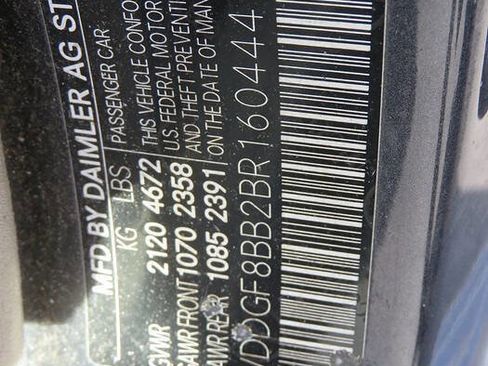 MFD BY DAIMLER AG ST
PASSENGER CAR
KG LBS
GVWR 2120 4672
GAWR FRONT 1070 2358
GAWR REAR 1085 2391
THIS VEHICLE CONFO
U.S. FEDERAL MOTOR
AND THEFT PREVENTI
ON THE DATE OF MAN
WDDGF8BB2BR160444